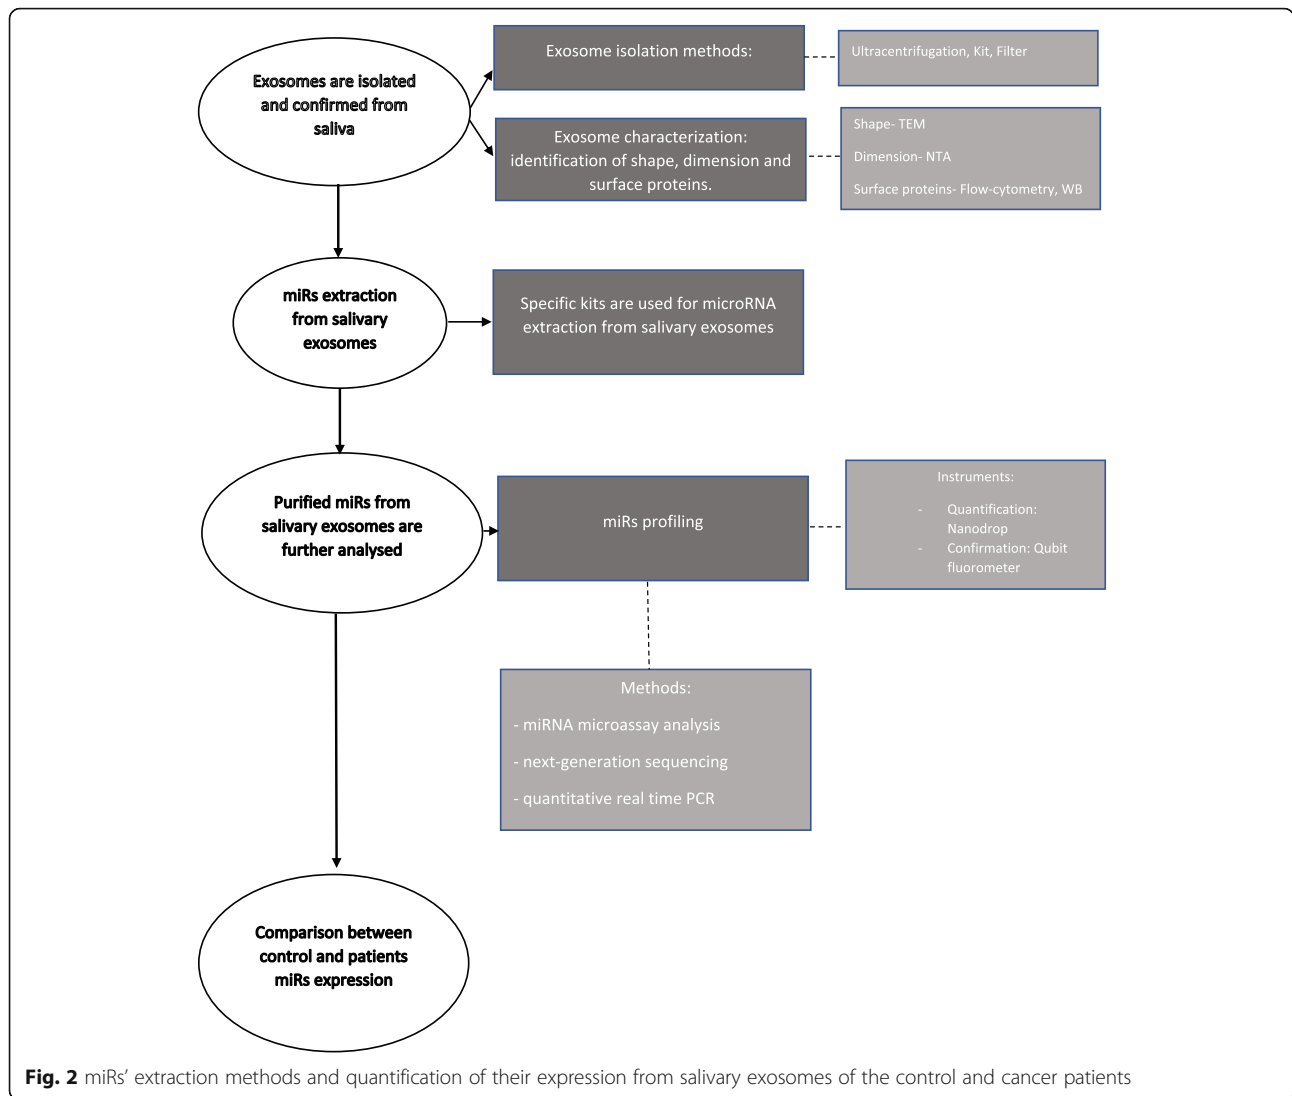 Exosomes are isolated
and confirmed from
saliva
Exosome isolation methods:
Ultracentrifugation, Kit, Filter
Exosome characterization:
identification of shape, dimension and
surface proteins.
Shape- TEM
Dimension- NTA
Surface proteins- Flow-cytometry, WB
miRs extraction
from salivary
exosomes
Specific kits are used for microRNA
extraction from salivary exosomes
Purified miRs from
salivary exosomes are
further analysed
miRs profiling
Instruments:
- Quantification:
Nanodrop
- Confirmation: Qubit
fluorometer
Methods:
- miRNA microassay analysis
- next-generation sequencing
- quantitative real time PCR
Comparison between
control and patients
miRs expression
Fig. 2 miRs’ extraction methods and quantification of their expression from salivary exosomes of the control and cancer patients